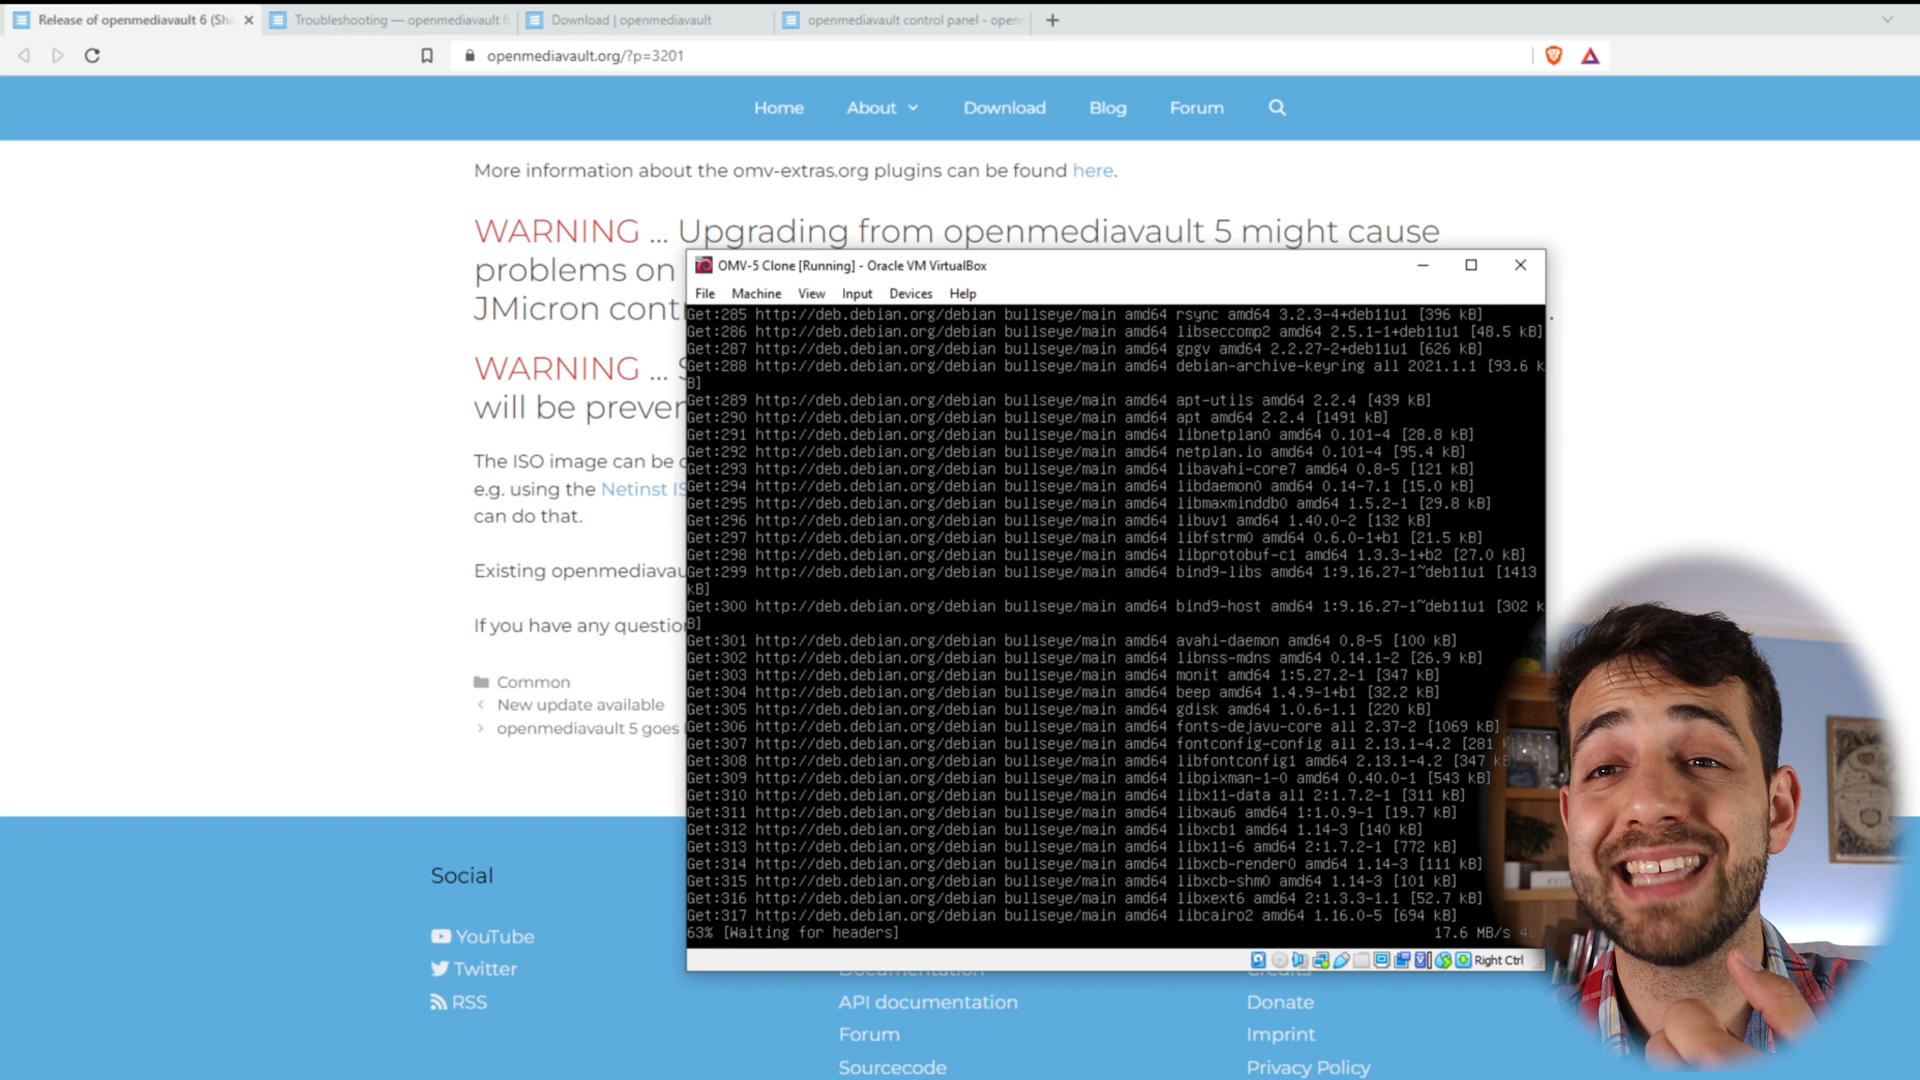 Release of openmediavault 6 (Sha
Troubleshooting — openmediavault 6.
Download | openmediavault
openmediavault control panel - open
openmediavault.org/?p=3201
Home
About
Download
Blog
Forum
More information about the omv-extras.org plugins can be found here.
WARNING ... Upgrading from openmediavault 5 might cause
problems on
JMicron cont
WARNING ... S
will be preven
The ISO image can be
e.g. using the Netinst IS
can do that.
Existing openmediavau
If you have any question
Common
New update available
openmediavault 5 goes
OMV-5 Clone [Running] - Oracle VM VirtualBox
File Machine View Input Devices Help
Get:285 http://deb.debian.org/debian bullseye/main amd64 rsync amd64 3.2.3-4+deb11u1 [396 kB]
Get:286 http://deb.debian.org/debian bullseye/main amd64 libseccomp2 amd64 2.5.1-1+deb11u1 [48.5 kB]
Get:287 http://deb.debian.org/debian bullseye/main amd64 gpgv amd64 2.2.27-2+deb11u1 [626 kB]
Get:288 http://deb.debian.org/debian bullseye/main amd64 debian-archive-keyring all 2021.1.1 [93.6 k
B]
Get:289 http://deb.debian.org/debian bullseye/main amd64 apt-utils amd64 2.2.4 [439 kB]
Get:290 http://deb.debian.org/debian bullseye/main amd64 apt amd64 2.2.4 [1491 kB]
Get:291 http://deb.debian.org/debian bullseye/main amd64 libnetplan0 amd64 0.101-4 [28.8 kB]
Get:292 http://deb.debian.org/debian bullseye/main amd64 netplan.io amd64 0.101-4 [95.4 kB]
Get:293 http://deb.debian.org/debian bullseye/main amd64 libavahi-core7 amd64 0.8-5 [121 kB]
Get:294 http://deb.debian.org/debian bullseye/main amd64 libdaemon0 amd64 0.14-7.1 [15.0 kB]
Get:295 http://deb.debian.org/debian bullseye/main amd64 libmaxminddb0 amd64 1.5.2-1 [29.8 kB]
Get:296 http://deb.debian.org/debian bullseye/main amd64 libuv1 amd64 1.40.0-2 [132 kB]
Get:297 http://deb.debian.org/debian bullseye/main amd64 libfstrm0 amd64 0.6.0-1+b1 [21.5 kB]
Get:298 http://deb.debian.org/debian bullseye/main amd64 libprotobuf-c1 amd64 1.3.3-1+b2 [27.0 kB]
Get:299 http://deb.debian.org/debian bullseye/main amd64 bind9-libs amd64 1:9.16.27-1~deb11u1 [1413
kB]
Get:300 http://deb.debian.org/debian bullseye/main amd64 bind9-host amd64 1:9.16.27-1~deb11u1 [302 k
B]
Get:301 http://deb.debian.org/debian bullseye/main amd64 avahi-daemon amd64 0.8-5 [100 kB]
Get:302 http://deb.debian.org/debian bullseye/main amd64 libnss-mdns amd64 0.14.1-2 [26.9 kB]
Get:303 http://deb.debian.org/debian bullseye/main amd64 monit amd64 1:5.27.2-1 [347 kB]
Get:304 http://deb.debian.org/debian bullseye/main amd64 beep amd64 1.4.9-1+b1 [32.2 kB]
Get:305 http://deb.debian.org/debian bullseye/main amd64 gdisk amd64 1.0.6-1.1 [220 kB]
Get:306 http://deb.debian.org/debian bullseye/main amd64 fonts-dejavu-core all 2.37-2 [1069 kB]
Get:307 http://deb.debian.org/debian bullseye/main amd64 fontconfig-config all 2.13.1-4.2 [281 k
Get:308 http://deb.debian.org/debian bullseye/main amd64 libfontconfig1 amd64 2.13.1-4.2 [347 kB
Get:309 http://deb.debian.org/debian bullseye/main amd64 libpixman-1-0 amd64 0.40.0-1 [543 kB]
Get:310 http://deb.debian.org/debian bullseye/main amd64 libx11-data all 2:1.7.2-1 [311 kB]
Get:311 http://deb.debian.org/debian bullseye/main amd64 libxau6 amd64 1:1.0.9-1 [19.7 kB]
Get:312 http://deb.debian.org/debian bullseye/main amd64 libxcb1 amd64 1.14-3 [140 kB]
Get:313 http://deb.debian.org/debian bullseye/main amd64 libx11-6 amd64 2:1.7.2-1 [772 kB]
Get:314 http://deb.debian.org/debian bullseye/main amd64 libxcb-render0 amd64 1.14-3 [111 kB]
Get:315 http://deb.debian.org/debian bullseye/main amd64 libxcb-shm0 amd64 1.14-3 [101 kB]
Get:316 http://deb.debian.org/debian bullseye/main amd64 libxext6 amd64 2:1.3.3-1.1 [52.7 kB]
Get:317 http://deb.debian.org/debian bullseye/main amd64 libcairo2 amd64 1.16.0-5 [694 kB]
63% [Waiting for headers] 17.6 MB/s 4s
Right Ctrl
Social
YouTube
Twitter
RSS
Documentation
API documentation
Forum
Sourcecode
Credits
Donate
Imprint
Privacy Policy